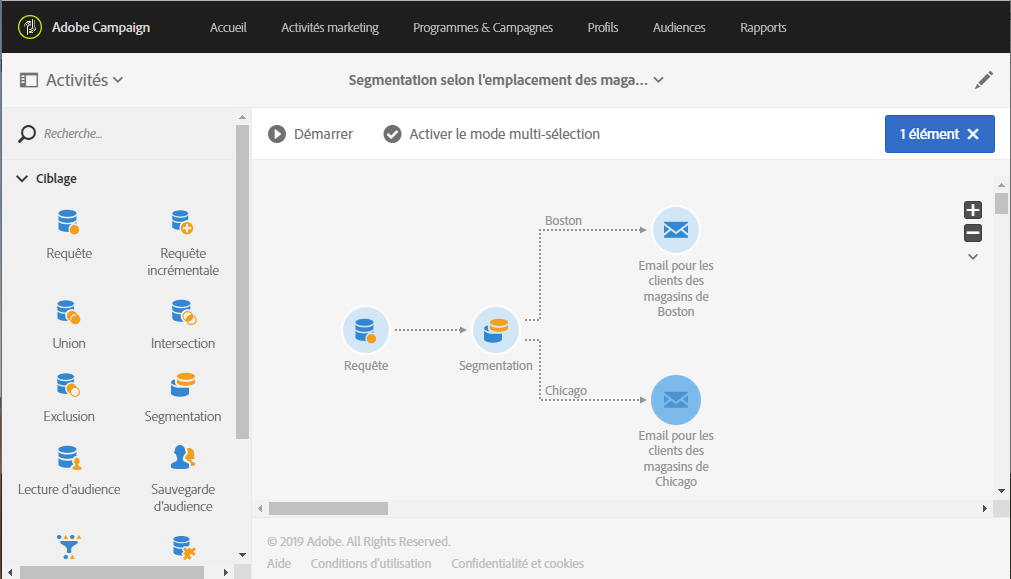 Adobe Campaign Accueil Activités marketing Programmes & Campagnes Profils Audiences Rapports
Activités Segmentation selon l'emplacement des maga...
Recherche... Démarrer Activer le mode multi-sélection 1 élément
Ciblage
Requête
Requête
incrémentale
Union
Intersection
Exclusion
Segmentation
Lecture d'audience
Sauvegarde
d'audience
Boston
Email pour les
clients des
magasins de
Boston
Requête
Segmentation
Chicago
Email pour les
clients des
magasins de
Chicago
© 2019 Adobe. All Rights Reserved.
Aide Conditions d'utilisation Confidentialité et cookies